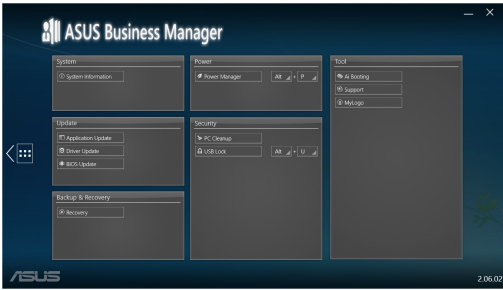 ASUS Business Manager
System
System Information
Power
Power Manager Alt + P
Tool
Ai Booting
Support
MyLogo
Update
Application Update
Driver Update
BIOS Update
Security
PC Cleanup
USB Lock Alt + U
Backup & Recovery
Recovery
ASUS
2.06.02